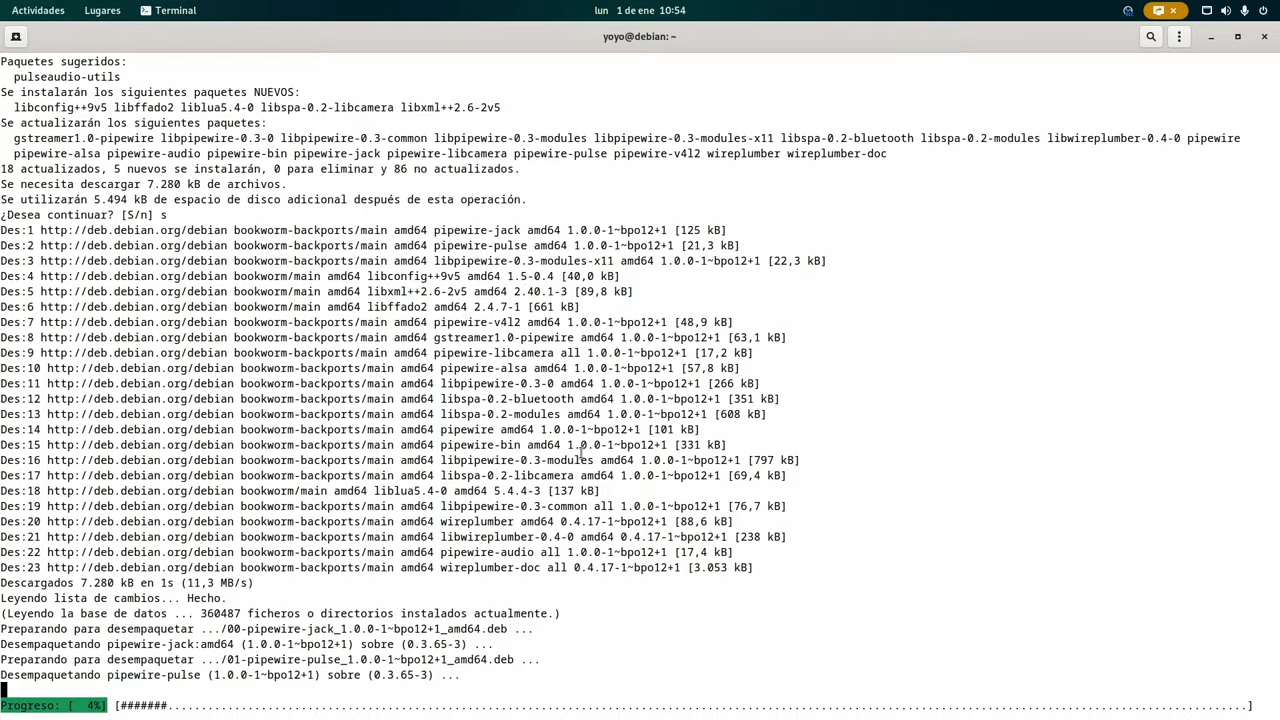 Actividades Lugares Terminal lun 1 de ene 10:54
yoyo@debian: ~
Paquetes sugeridos:
pulseaudio-utils
Se instalarán los siguientes paquetes NUEVOS:
libconfig++9v5 libffado2 liblua5.4-0 libspa-0.2-libcamera libxml++2.6-2v5
Se actualizarán los siguientes paquetes:
gstreamer1.0-pipewire libpipewire-0.3-0 libpipewire-0.3-common libpipewire-0.3-modules libpipewire-0.3-modules-x11 libspa-0.2-bluetooth libspa-0.2-modules libwireplumber-0.4-0 pipewire
pipewire-alsa pipewire-audio pipewire-bin pipewire-jack pipewire-libcamera pipewire-pulse pipewire-v4l2 wireplumber wireplumber-doc
18 actualizados, 5 nuevos se instalarán, 0 para eliminar y 86 no actualizados.
Se necesita descargar 7.280 kB de archivos.
Se utilizarán 5.494 kB de espacio de disco adicional después de esta operación.
¿Desea continuar? [S/n] s
Des:1 http://deb.debian.org/debian bookworm-backports/main amd64 pipewire-jack amd64 1.0.0-1~bpo12+1 [125 kB]
Des:2 http://deb.debian.org/debian bookworm-backports/main amd64 pipewire-pulse amd64 1.0.0-1~bpo12+1 [21,3 kB]
Des:3 http://deb.debian.org/debian bookworm-backports/main amd64 libpipewire-0.3-modules-x11 amd64 1.0.0-1~bpo12+1 [22,3 kB]
Des:4 http://deb.debian.org/debian bookworm/main amd64 libconfig++9v5 amd64 1.5-0.4 [40,0 kB]
Des:5 http://deb.debian.org/debian bookworm/main amd64 libxml++2.6-2v5 amd64 2.40.1-3 [89,8 kB]
Des:6 http://deb.debian.org/debian bookworm/main amd64 libffado2 amd64 2.4.7-1 [661 kB]
Des:7 http://deb.debian.org/debian bookworm-backports/main amd64 pipewire-v4l2 amd64 1.0.0-1~bpo12+1 [48,9 kB]
Des:8 http://deb.debian.org/debian bookworm-backports/main amd64 gstreamer1.0-pipewire amd64 1.0.0-1~bpo12+1 [63,1 kB]
Des:9 http://deb.debian.org/debian bookworm-backports/main amd64 pipewire-libcamera all 1.0.0-1~bpo12+1 [17,2 kB]
Des:10 http://deb.debian.org/debian bookworm-backports/main amd64 pipewire-alsa amd64 1.0.0-1~bpo12+1 [57,8 kB]
Des:11 http://deb.debian.org/debian bookworm-backports/main amd64 libpipewire-0.3-0 amd64 1.0.0-1~bpo12+1 [266 kB]
Des:12 http://deb.debian.org/debian bookworm-backports/main amd64 libspa-0.2-bluetooth amd64 1.0.0-1~bpo12+1 [351 kB]
Des:13 http://deb.debian.org/debian bookworm-backports/main amd64 libspa-0.2-modules amd64 1.0.0-1~bpo12+1 [608 kB]
Des:14 http://deb.debian.org/debian bookworm-backports/main amd64 pipewire amd64 1.0.0-1~bpo12+1 [101 kB]
Des:15 http://deb.debian.org/debian bookworm-backports/main amd64 pipewire-bin amd64 1.0.0-1~bpo12+1 [331 kB]
Des:16 http://deb.debian.org/debian bookworm-backports/main amd64 libpipewire-0.3-modules amd64 1.0.0-1~bpo12+1 [797 kB]
Des:17 http://deb.debian.org/debian bookworm-backports/main amd64 libspa-0.2-libcamera amd64 1.0.0-1~bpo12+1 [69,4 kB]
Des:18 http://deb.debian.org/debian bookworm/main amd64 liblua5.4-0 amd64 5.4.4-3 [137 kB]
Des:19 http://deb.debian.org/debian bookworm-backports/main amd64 libpipewire-0.3-common all 1.0.0-1~bpo12+1 [76,7 kB]
Des:20 http://deb.debian.org/debian bookworm-backports/main amd64 wireplumber amd64 0.4.17-1~bpo12+1 [88,6 kB]
Des:21 http://deb.debian.org/debian bookworm-backports/main amd64 libwireplumber-0.4-0 amd64 0.4.17-1~bpo12+1 [238 kB]
Des:22 http://deb.debian.org/debian bookworm-backports/main amd64 pipewire-audio all 1.0.0-1~bpo12+1 [17,4 kB]
Des:23 http://deb.debian.org/debian bookworm-backports/main amd64 wireplumber-doc all 0.4.17-1~bpo12+1 [3.053 kB]
Descargados 7.280 kB en 1s (11,3 MB/s)
Leyendo lista de cambios... Hecho.
(Leyendo la base de datos ... 360487 ficheros o directorios instalados actualmente.)
Preparando para desempaquetar .../00-pipewire-jack_1.0.0-1~bpo12+1_amd64.deb ...
Desempaquetando pipewire-jack:amd64 (1.0.0-1~bpo12+1) sobre (0.3.65-3) ...
Preparando para desempaquetar .../01-pipewire-pulse_1.0.0-1~bpo12+1_amd64.deb ...
Desempaquetando pipewire-pulse (1.0.0-1~bpo12+1) sobre (0.3.65-3) ...
Progreso: [  4%] [#######..................................................................................................................................................................]